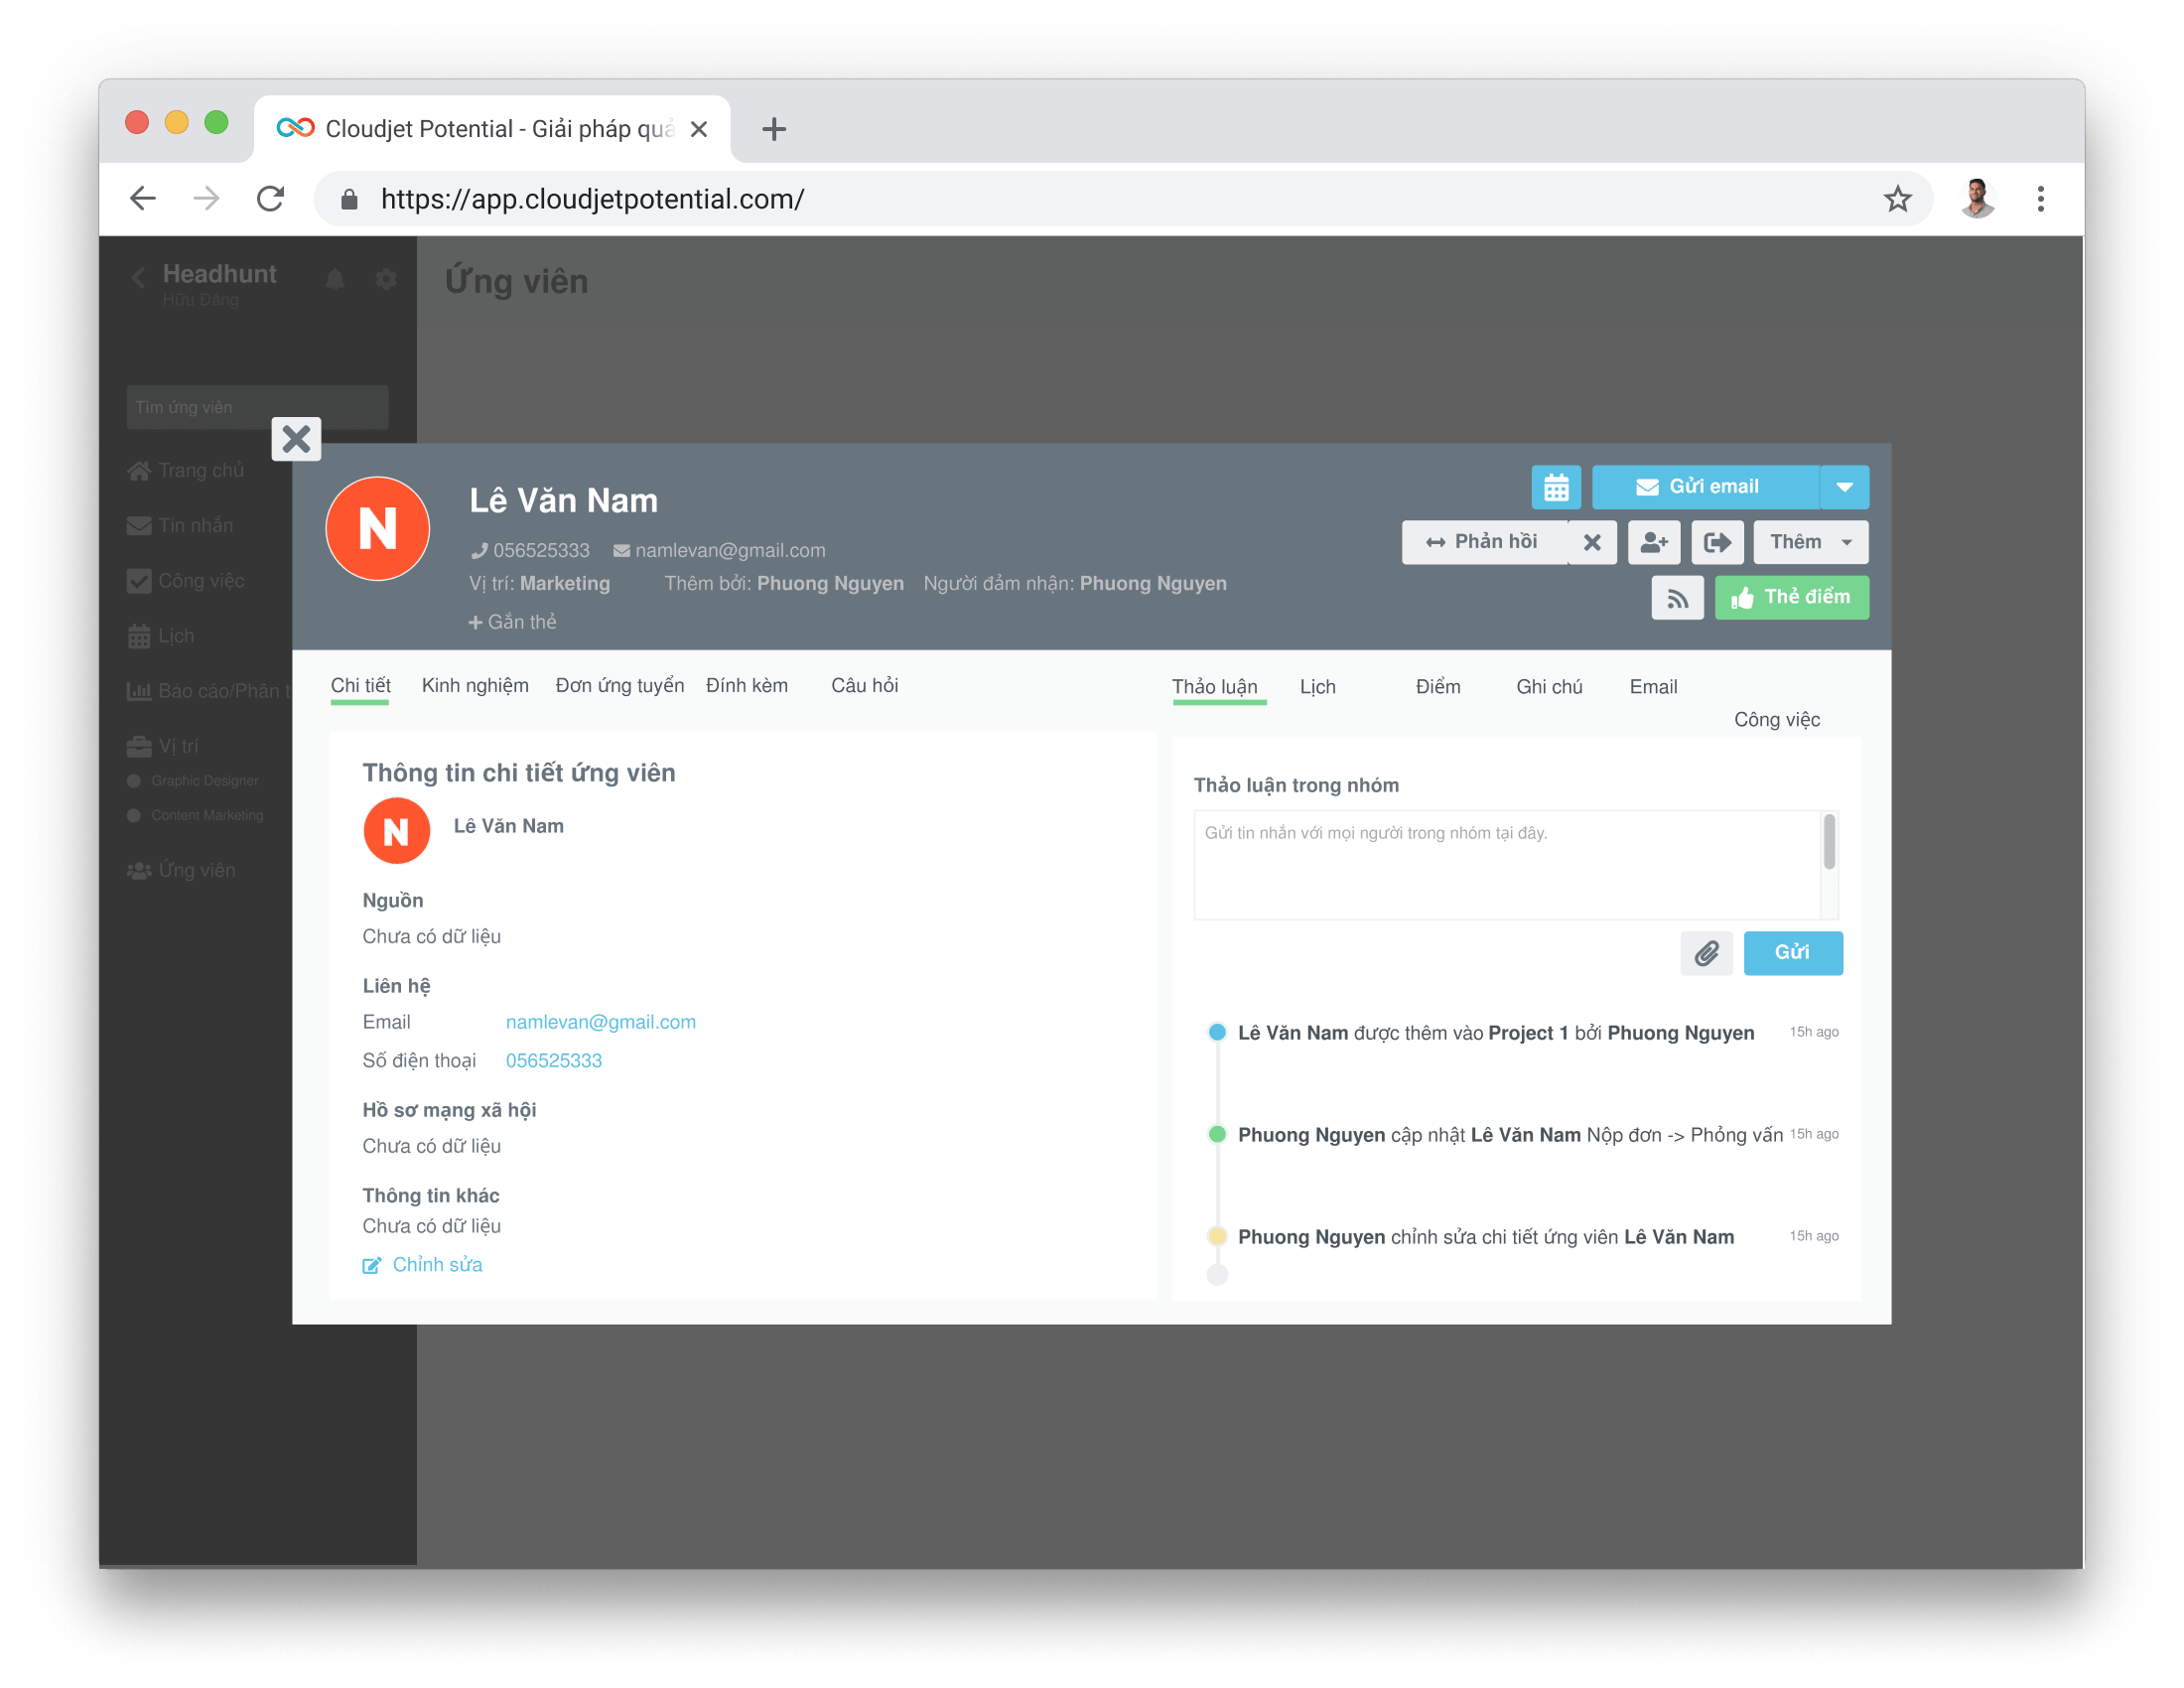 Cloudjet Potential - Giải pháp quả
https://app.cloudjetpotential.com/
Headhunt
Hữu Đăng
Ứng viên
Tìm ứng viên
Trang chủ
Tin nhắn
Công việc
Lịch
Báo cáo/Phân t
Vị trí
Graphic Designer
Content Marketing
Ứng viên
N
Lê Văn Nam
056525333 namlevan@gmail.com
Vị trí: Marketing Thêm bởi: Phuong Nguyen Người đảm nhận: Phuong Nguyen
Gắn thẻ
Gửi email
Phản hồi
Thêm
Thẻ điểm
Chi tiết Kinh nghiệm Đơn ứng tuyển Đính kèm Câu hỏi
Thông tin chi tiết ứng viên
N
Lê Văn Nam
Nguồn
Chưa có dữ liệu
Liên hệ
Email namlevan@gmail.com
Số điện thoại 056525333
Hồ sơ mạng xã hội
Chưa có dữ liệu
Thông tin khác
Chưa có dữ liệu
Chỉnh sửa
Thảo luận Lịch Điểm Ghi chú Email
Công việc
Thảo luận trong nhóm
Gửi tin nhắn với mọi người trong nhóm tại đây.
Gửi
Lê Văn Nam được thêm vào Project 1 bởi Phuong Nguyen 15h ago
Phuong Nguyen cập nhật Lê Văn Nam Nộp đơn -> Phỏng vấn 15h ago
Phuong Nguyen chỉnh sửa chi tiết ứng viên Lê Văn Nam 15h ago